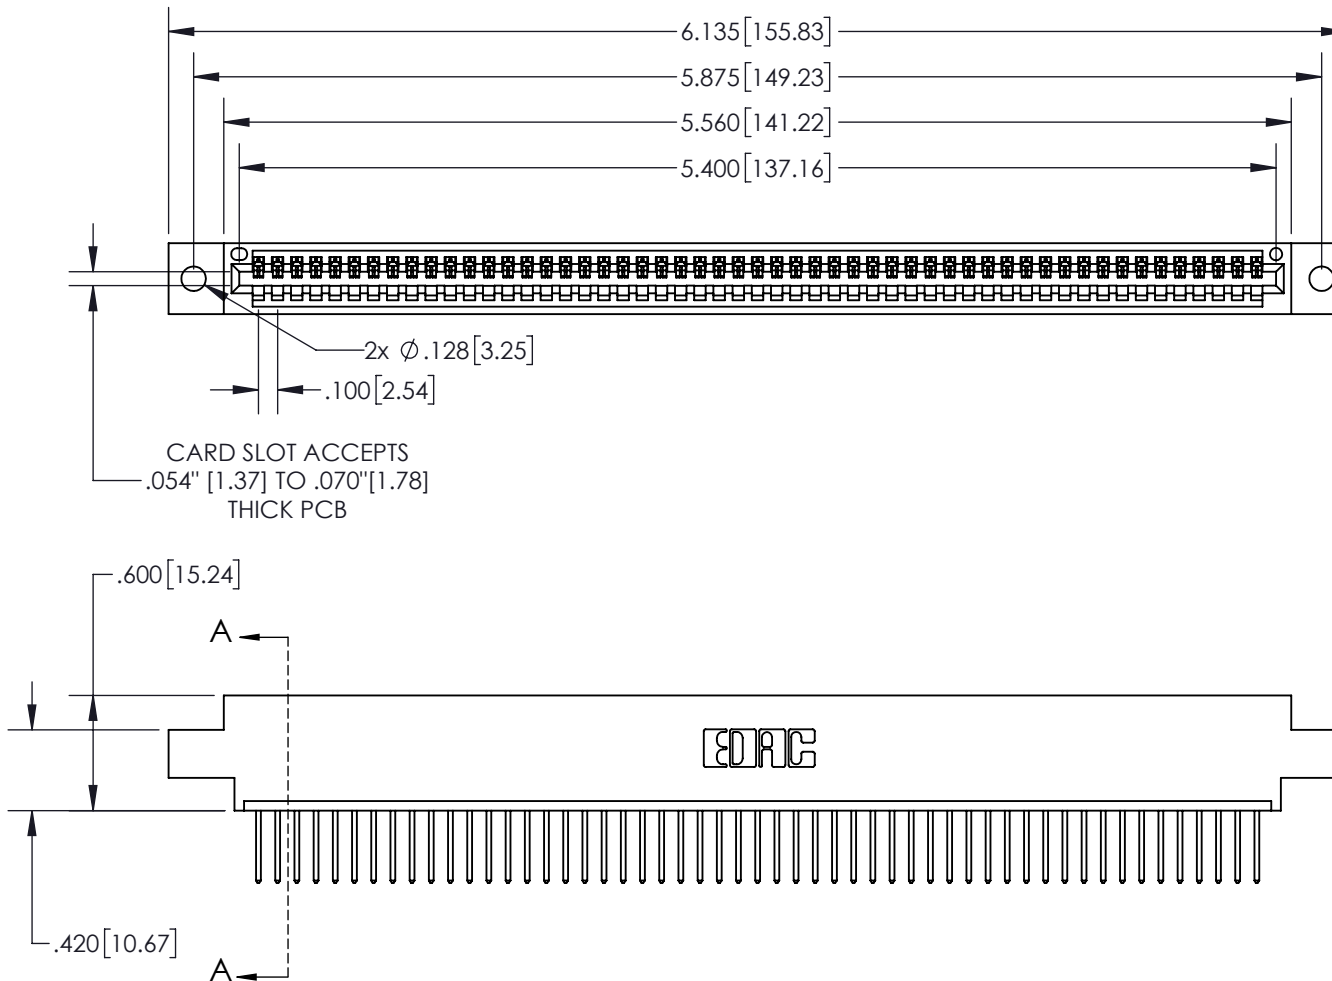 6.135[155.83]
5.875[149.23]
5.560[141.22]
5.400[137.16]
2x Ø.128[3.25]
.100[2.54]
CARD SLOT ACCEPTS
.054" [1.37] TO .070"[1.78]
THICK PCB
.600[15.24]
A
EDAC
.420[10.67]
A